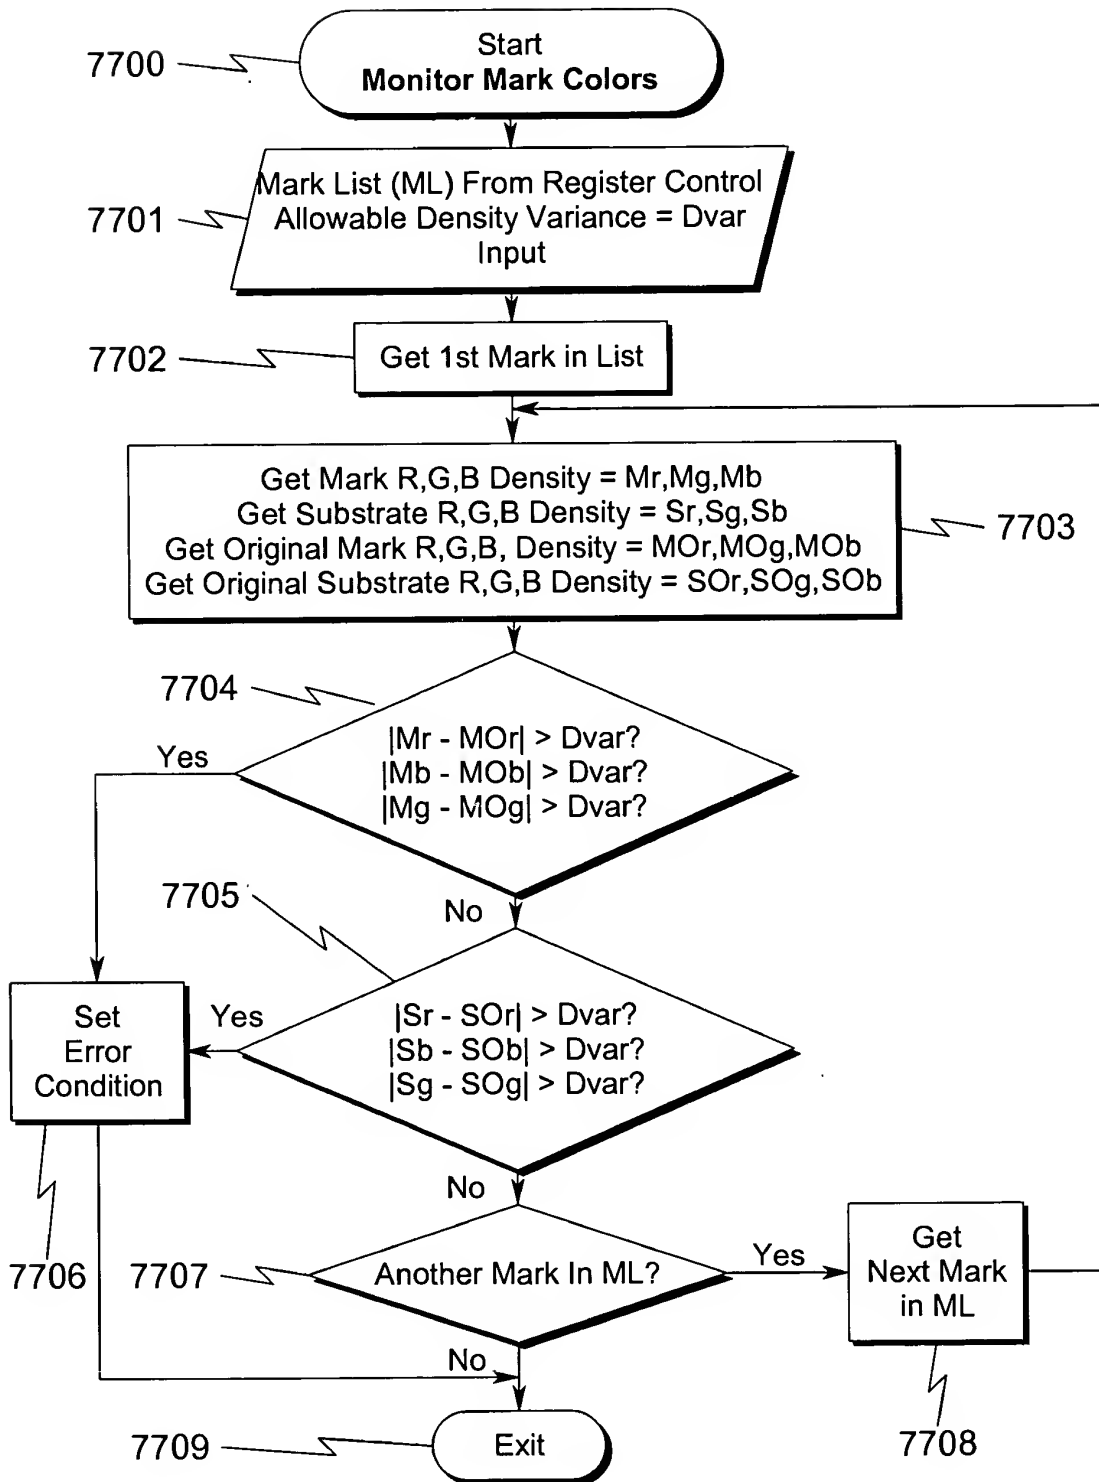 Start
Monitor Mark Colors
7700
Mark List (ML) From Register Control
Allowable Density Variance = Dvar
Input
7701
Get 1st Mark in List
7702
Get Mark R,G,B Density = Mr,Mg,Mb
Get Substrate R,G,B Density = Sr,Sg,Sb
Get Original Mark R,G,B, Density = MOr,MOg,MOb
Get Original Substrate R,G,B Density = SOr,SOg,SOb
7703
7704
|Mr - MOr| > Dvar?
|Mb - MOb| > Dvar?
|Mg - MOg| > Dvar?
Yes
No
7705
|Sr - SOr| > Dvar?
|Sb - SOb| > Dvar?
|Sg - SOg| > Dvar?
Yes
No
Set
Error
Condition
7706
7707
Another Mark In ML?
Yes
No
Get
Next Mark
in ML
7708
7709
Exit